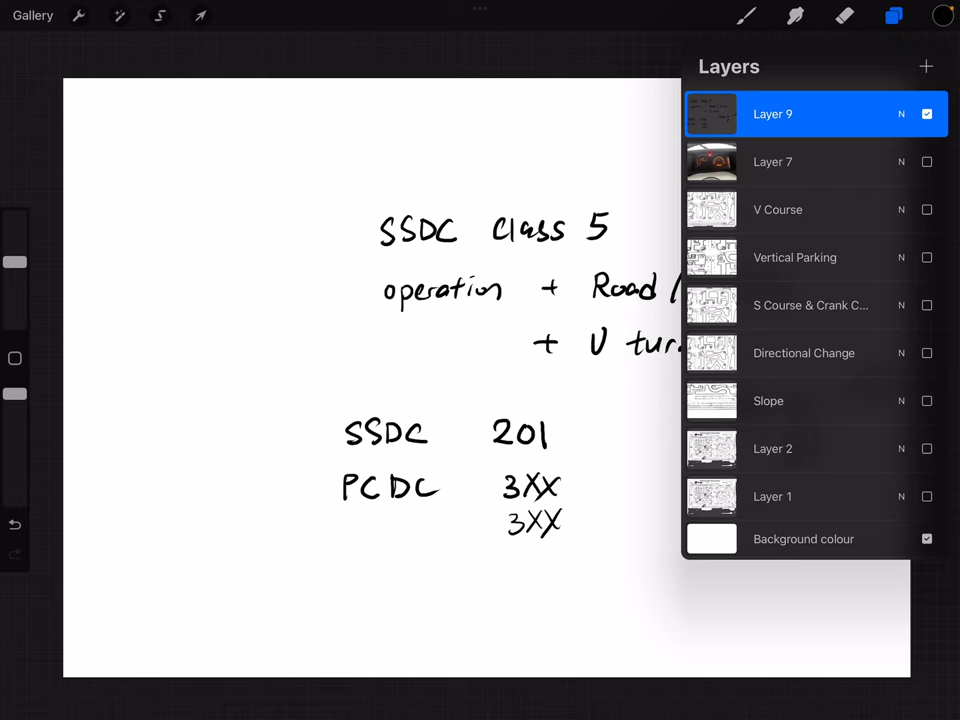 Gallery
Layers
Layer 9 N
Layer 7 N
V Course N
Vertical Parking N
S Course & Crank C... N
Directional Change N
Slope N
Layer 2 N
Layer 1 N
Background colour
SSDC Class 5
operation + Road
+ U turn
SSDC 201
PCDC 3XX
3XX